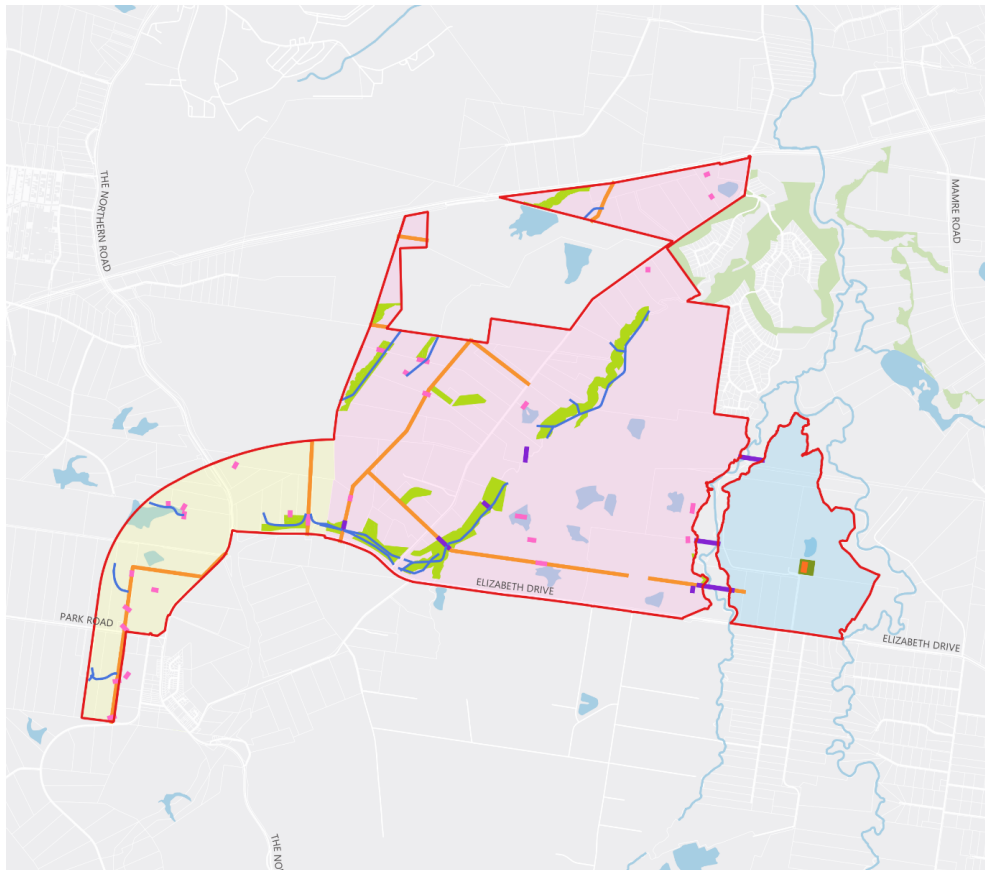 THE NORTHERN ROAD
MAMRE ROAD
ELIZABETH DRIVE
PARK ROAD
ELIZABETH DRIVE
THE NO